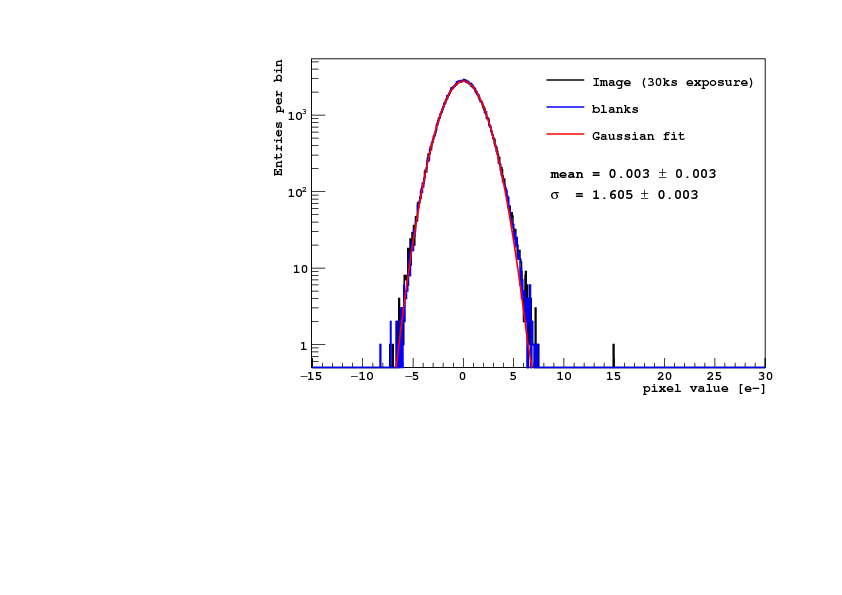 Entries per bin
10³
10²
10
1
Image (30ks exposure)
blanks
Gaussian fit
mean = 0.003 ± 0.003
σ = 1.605 ± 0.003
−15 −10 −5 0 5 10 15 20 25 30
pixel value [e−]